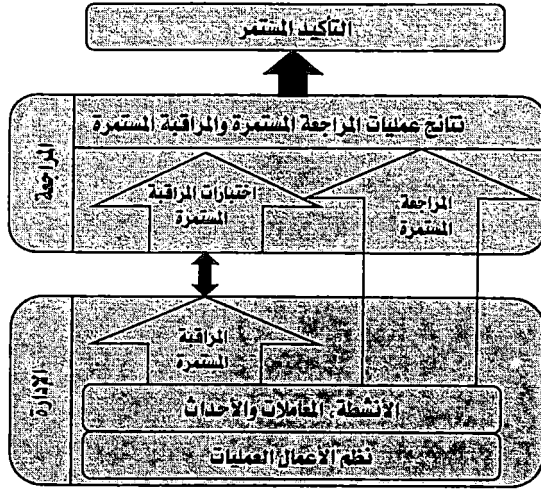 التأكيد المستمر
نتائج عمليات المراجعة المستمرة والمراقبة المستمرة
المراجعة
اختبارات المراقبة
المستمرة
المراجعة
المستمرة
الإدارة
المراقبة
المستمرة
الأنشطة، المعاملات والأحداث
نظم الأعمال العمليات